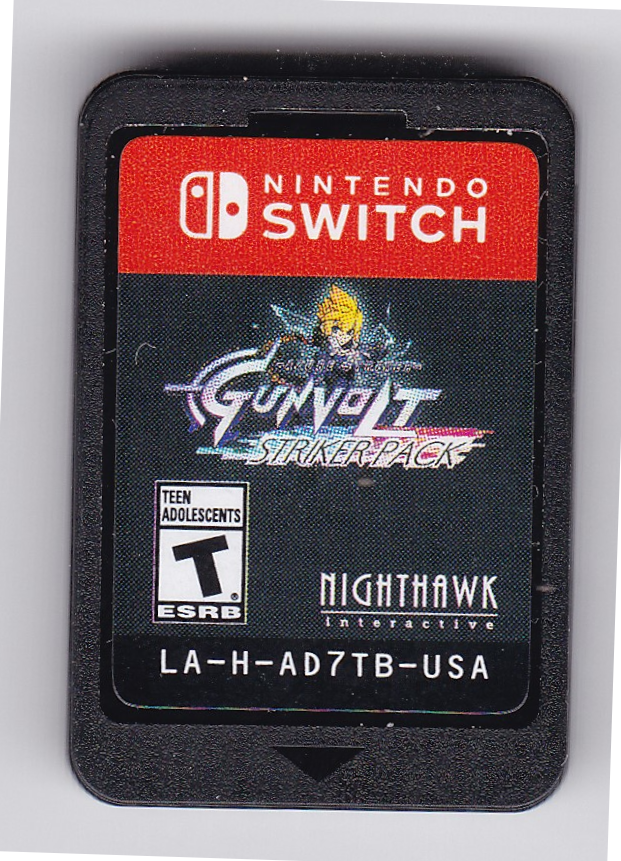 NINTENDO
SWITCH
GUNVOLT
STRIKER PACK
TEEN
ADOLESCENTS
T
ESRB
NIGHTHAWK
interactive
LA-H-AD7TB-USA